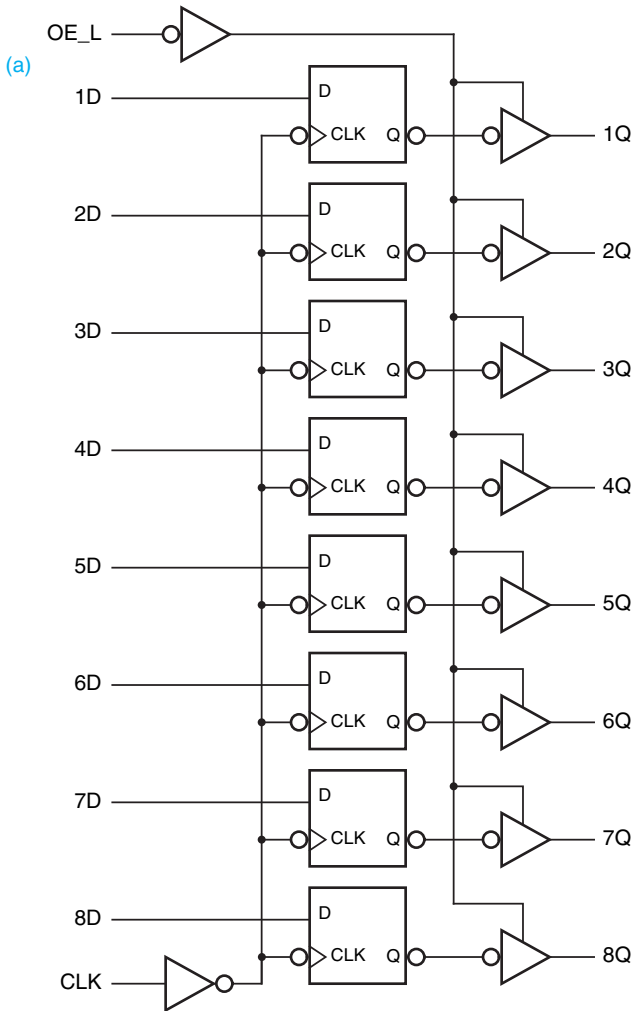 OE_L
(a)
1D
D
CLK Q
1Q
2D
D
CLK Q
2Q
3D
D
CLK Q
3Q
4D
D
CLK Q
4Q
5D
D
CLK Q
5Q
6D
D
CLK Q
6Q
7D
D
CLK Q
7Q
8D
D
CLK Q
8Q
CLK